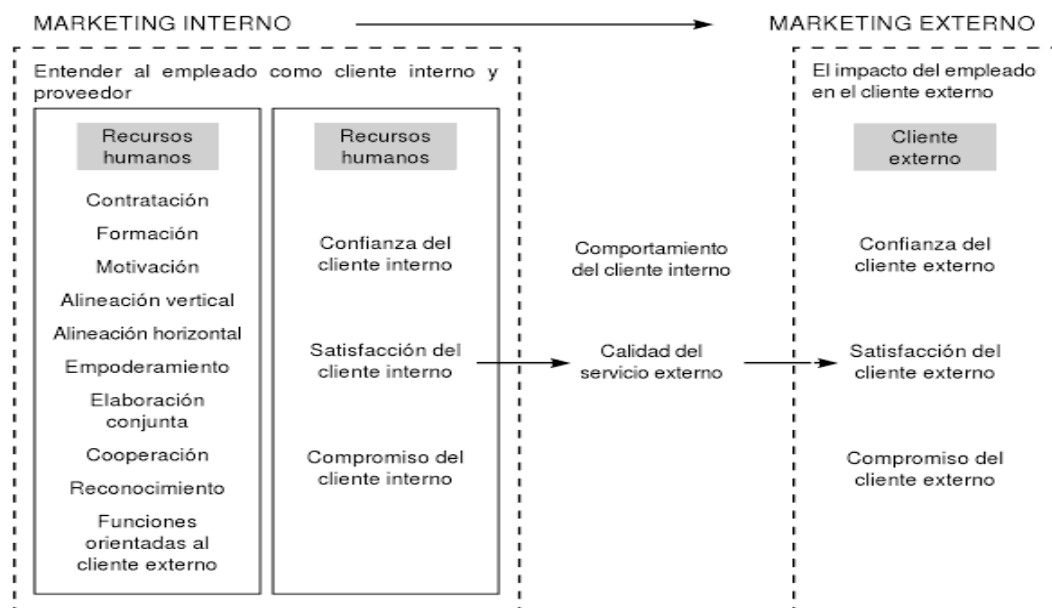 MARKETING INTERNO
MARKETING EXTERNO
Entender al empleado como cliente interno y
proveedor
Recursos
humanos
Contratación
Formación
Motivación
Alineación vertical
Alineación horizontal
Empoderamiento
Elaboración
conjunta
Cooperación
Reconocimiento
Funciones
orientadas al
cliente externo
Recursos
humanos
Confianza del
cliente interno
Satisfacción del
cliente interno
Compromiso del
cliente interno
Comportamiento
del cliente interno
Calidad del
servicio externo
El impacto del empleado
en el cliente externo
Cliente
externo
Confianza del
cliente externo
Satisfacción del
cliente externo
Compromiso del
cliente externo